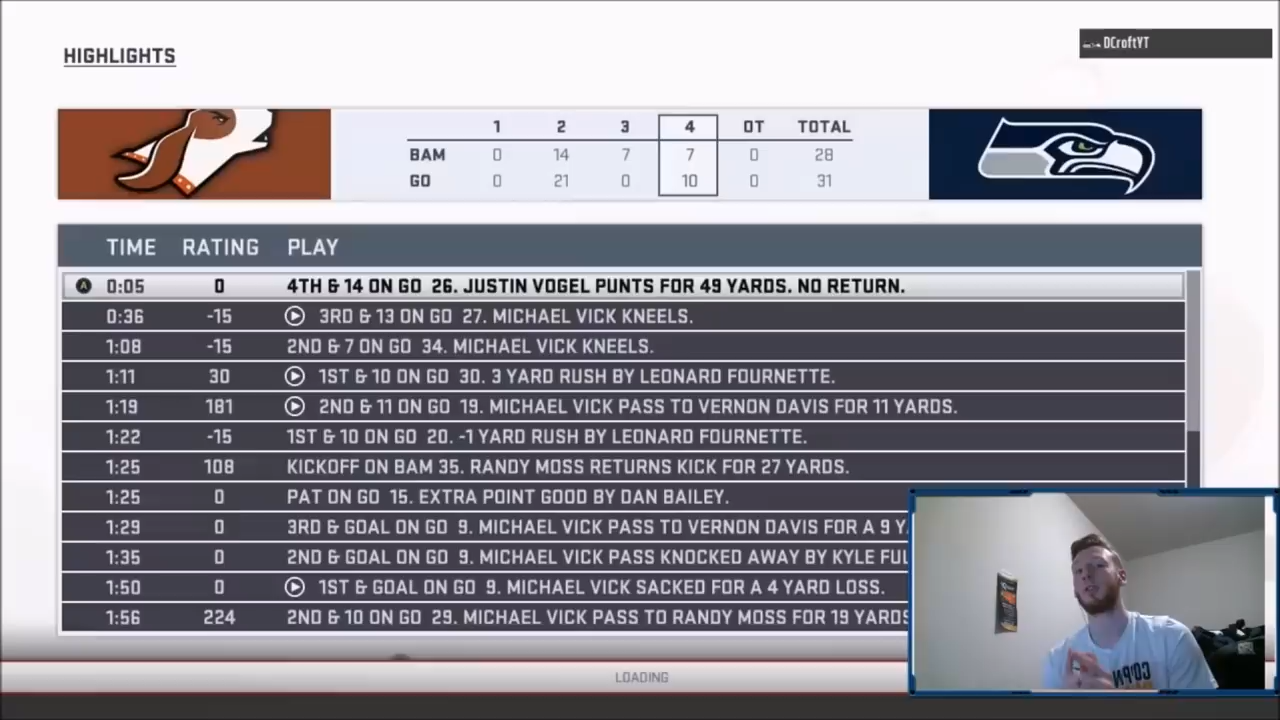 HIGHLIGHTS
DCroftYT
1 2 3 4 OT TOTAL
BAM 0 14 7 7 0 28
GO 0 21 0 10 0 31
TIME RATING PLAY
A 0:05 0 4TH & 14 ON GO 26. JUSTIN VOGEL PUNTS FOR 49 YARDS. NO RETURN.
0:36 -15 3RD & 13 ON GO 27. MICHAEL VICK KNEELS.
1:08 -15 2ND & 7 ON GO 34. MICHAEL VICK KNEELS.
1:11 30 1ST & 10 ON GO 30. 3 YARD RUSH BY LEONARD FOURNETTE.
1:19 181 2ND & 11 ON GO 19. MICHAEL VICK PASS TO VERNON DAVIS FOR 11 YARDS.
1:22 -15 1ST & 10 ON GO 20. -1 YARD RUSH BY LEONARD FOURNETTE.
1:25 108 KICKOFF ON BAM 35. RANDY MOSS RETURNS KICK FOR 27 YARDS.
1:25 0 PAT ON GO 15. EXTRA POINT GOOD BY DAN BAILEY.
1:29 0 3RD & GOAL ON GO 9. MICHAEL VICK PASS TO VERNON DAVIS FOR A 9 Y
1:35 0 2ND & GOAL ON GO 9. MICHAEL VICK PASS KNOCKED AWAY BY KYLE FUL
1:50 0 1ST & GOAL ON GO 9. MICHAEL VICK SACKED FOR A 4 YARD LOSS.
1:56 224 2ND & 10 ON GO 29. MICHAEL VICK PASS TO RANDY MOSS FOR 19 YARDS
LOADING